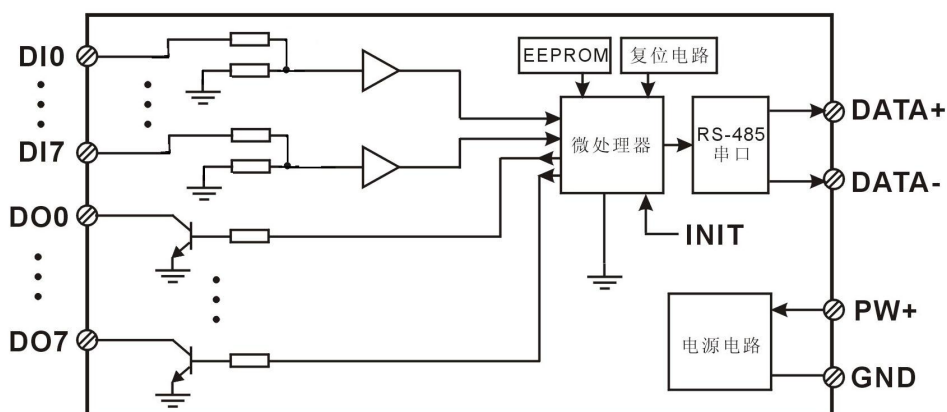 DI0
DI7
DO0
DO7
EEPROM
复位电路
微处理器
RS-485
串口
INIT
电源电路
DATA+
DATA-
PW+
GND